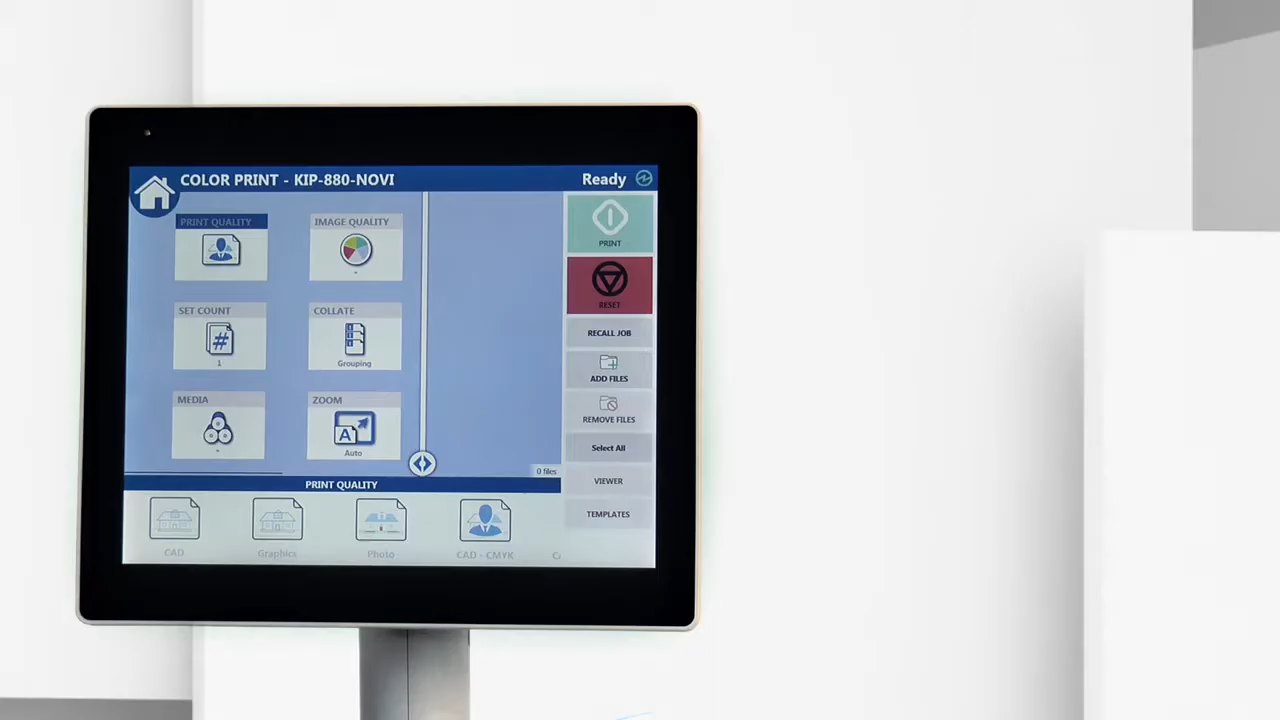 COLOR PRINT - KIP-880-NOVI
Ready
PRINT QUALITY
IMAGE QUALITY
PRINT
RESET
SET COUNT
#
1
COLLATE
Grouping
RECALL JOB
ADD FILES
MEDIA
ZOOM
A
Auto
REMOVE FILES
Select All
0 files
VIEWER
PRINT QUALITY
TEMPLATES
CAD
Graphics
Photo
CAD - CMYK